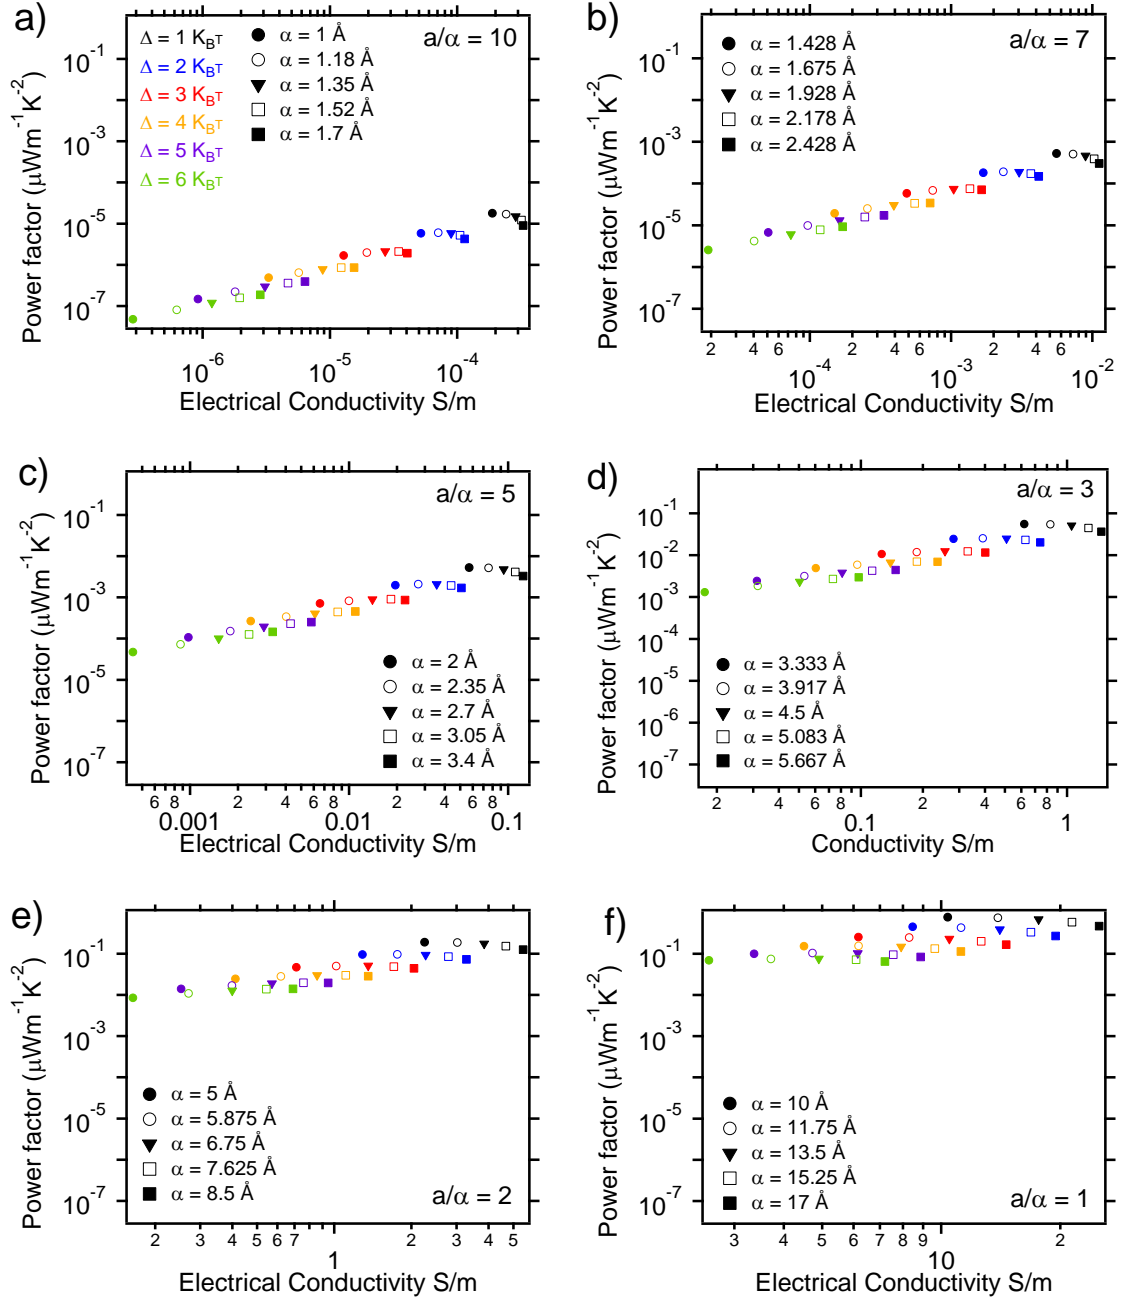 a)
a/α = 10
Δ = 1 K_BT
Δ = 2 K_BT
Δ = 3 K_BT
Δ = 4 K_BT
Δ = 5 K_BT
Δ = 6 K_BT
α = 1 Å
α = 1.18 Å
α = 1.35 Å
α = 1.52 Å
α = 1.7 Å
Power factor (μWm⁻¹K⁻²)
10⁻¹
10⁻³
10⁻⁵
10⁻⁷
10⁻⁶ 10⁻⁵ 10⁻⁴
Electrical Conductivity S/m
b)
a/α = 7
α = 1.428 Å
α = 1.675 Å
α = 1.928 Å
α = 2.178 Å
α = 2.428 Å
Power factor (μWm⁻¹K⁻²)
10⁻¹
10⁻³
10⁻⁵
10⁻⁷
2 4 6 2 4 6 2 4 6
10⁻⁴ 10⁻³ 10⁻²
Electrical Conductivity S/m
c)
a/α = 5
Power factor (μWm⁻¹K⁻²)
10⁻¹
10⁻³
10⁻⁵
10⁻⁷
α = 2 Å
α = 2.35 Å
α = 2.7 Å
α = 3.05 Å
α = 3.4 Å
6 8 2 4 6 8 2 4 6 8
0.001 0.01 0.1
Electrical Conductivity S/m
d)
a/α = 3
Power factor (μWm⁻¹K⁻²)
10⁻¹
10⁻²
10⁻³
10⁻⁴
10⁻⁵
10⁻⁶
10⁻⁷
α = 3.333 Å
α = 3.917 Å
α = 4.5 Å
α = 5.083 Å
α = 5.667 Å
2 4 6 8 2 4 6 8
0.1 1
Conductivity S/m
e)
Power factor (μWm⁻¹K⁻²)
10⁻¹
10⁻³
10⁻⁵
10⁻⁷
α = 5 Å
α = 5.875 Å
α = 6.75 Å
α = 7.625 Å
α = 8.5 Å
a/α = 2
2 3 4 5 6 7 2 3 4 5
1
Electrical Conductivity S/m
f)
Power factor (μWm⁻¹K⁻²)
10⁻¹
10⁻³
10⁻⁵
10⁻⁷
α = 10 Å
α = 11.75 Å
α = 13.5 Å
α = 15.25 Å
α = 17 Å
a/α = 1
3 4 5 6 7 8 9 2
10
Electrical Conductivity S/m